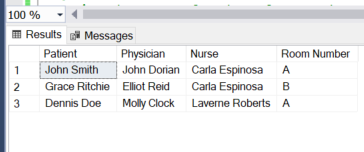 100 %
Results Messages
Patient Physician Nurse Room Number
1 John Smith John Dorian Carla Espinosa A
2 Grace Ritchie Elliot Reid Carla Espinosa B
3 Dennis Doe Molly Clock Laverne Roberts A